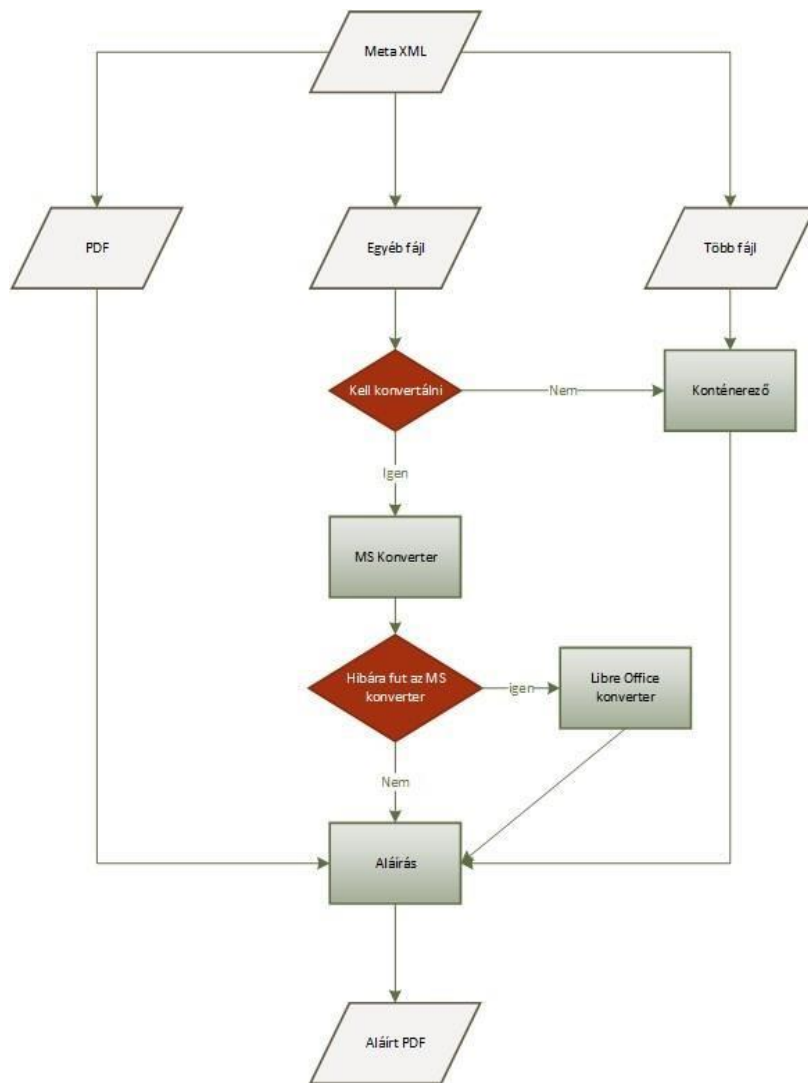 Meta XML
PDF
Egyéb fájl
Több fájl
Kell konvertálni
Nem
Konténerező
Igen
MS Konverter
Hibára fut az MS
konverter
igen
Libre Office
konverter
Nem
Aláírás
Aláírt PDF